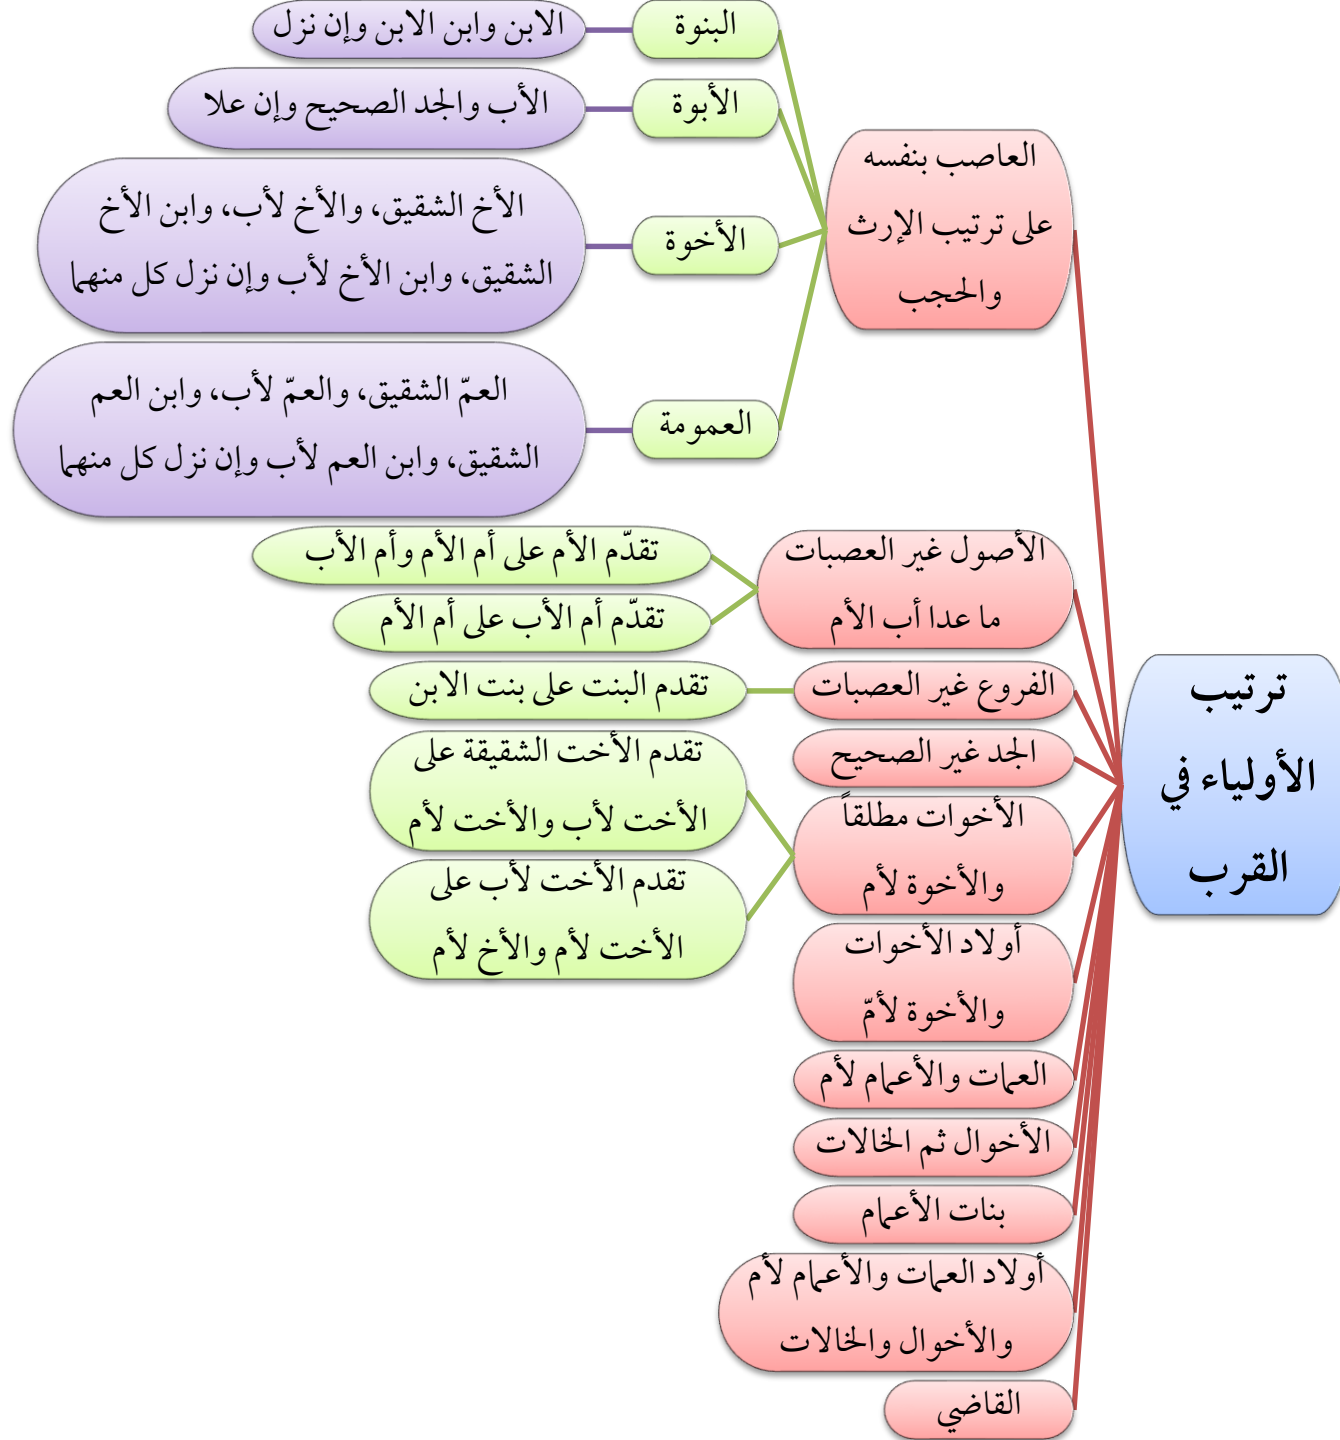 ترتيب
الأولياء في
القرب
العاصب بنفسه
على ترتيب الإرث
والحجب
البنوة
الابن وابن الابن وإن نزل
الأبوة
الأب والجد الصحيح وإن علا
الأخوة
الأخ الشقيق، والأخ لأب، وابن الأخ
الشقيق، وابن الأخ لأب وإن نزل كل منهما
العمومة
العمّ الشقيق، والعمّ لأب، وابن العم
الشقيق، وابن العم لأب وإن نزل كل منهما
الأصول غير العصبات
ما عدا أب الأم
تقدّم الأم على أم الأم وأم الأب
تقدّم أم الأب على أم الأم
الفروع غير العصبات
تقدم البنت على بنت الابن
الجد غير الصحيح
الأخوات مطلقاً
والأخوة لأم
تقدم الأخت الشقيقة على
الأخت لأب والأخت لأم
تقدم الأخت لأب على
الأخت لأم والأخ لأم
أولاد الأخوات
والأخوة لأمّ
العمات والأعمام لأم
الأخوال ثم الخالات
بنات الأعمام
أولاد العمات والأعمام لأم
والأخوال والخالات
القاضي